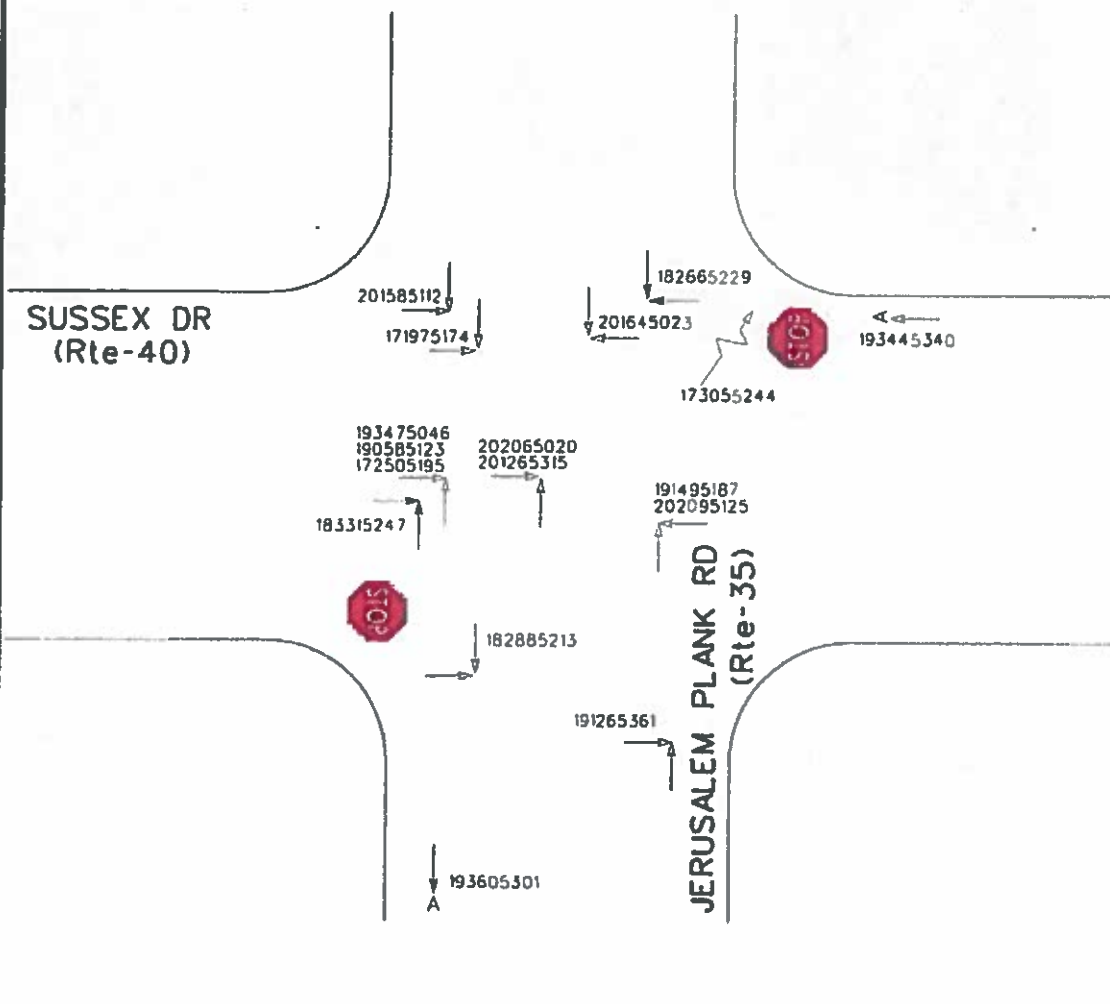 182665229
201585112
SUSSEX DR
(Rte-40)
201645023
171975174
STOP
A
193445340
173055244
193475046
190585123
172505195
202065020
201265315
191495187
202095125
183315247
JERUSALEM PLANK RD
(Rte-35)
STOP
182885213
191265361
193605301
A